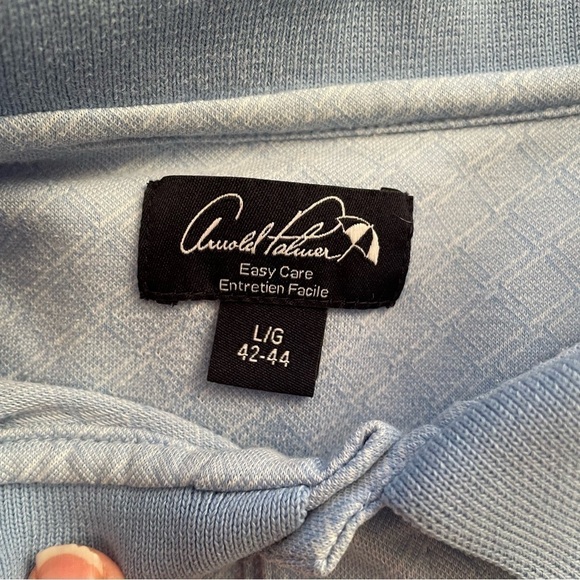 Arnold Palmer
Easy Care
Entretien Facile
L/G
42-44